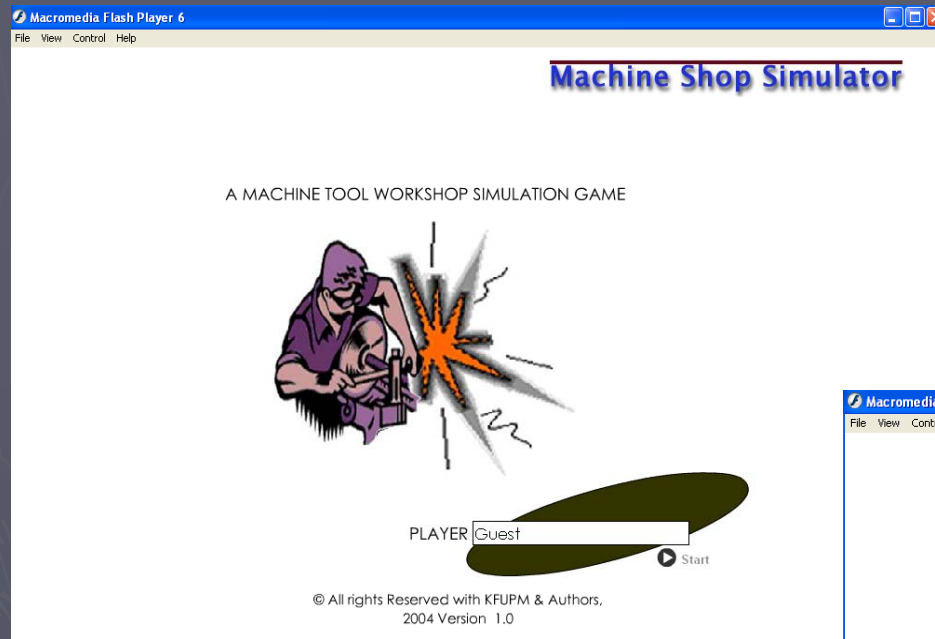 Macromedia Flash Player 6
File View Control Help
Machine Shop Simulator
A MACHINE TOOL WORKSHOP SIMULATION GAME
PLAYER Guest
Start
© All rights Reserved with KFUPM & Authors,
2004 Version 1.0
Macromedia
File View Cont